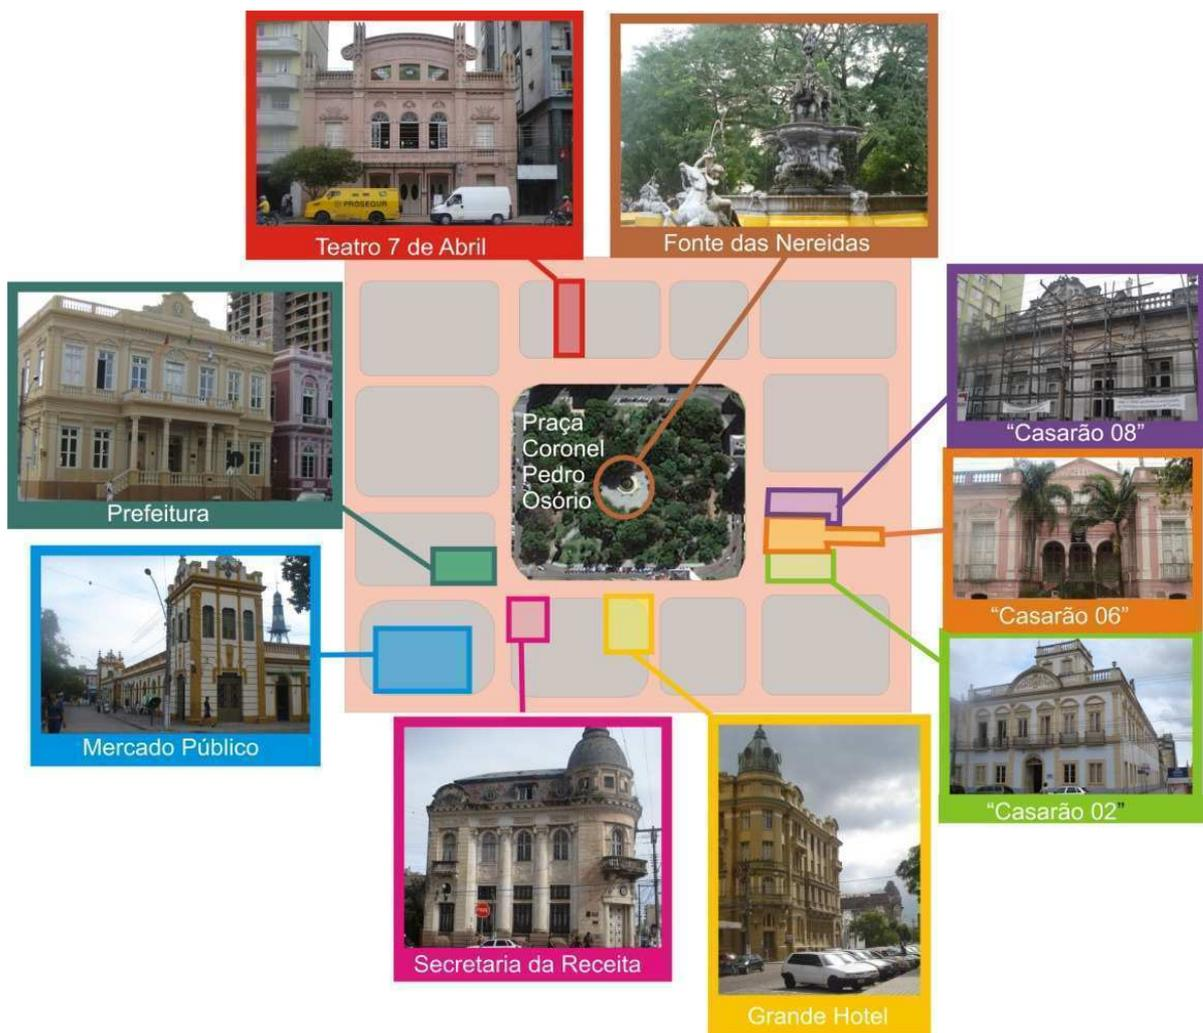 PROSEGUR
Teatro 7 de Abril
Fonte das Nereidas
Praça
Coronel
Pedro
Osório
Prefeitura
"Casarão 08"
"Casarão 06"
Mercado Público
"Casarão 02"
Secretaria da Receita
Grande Hotel